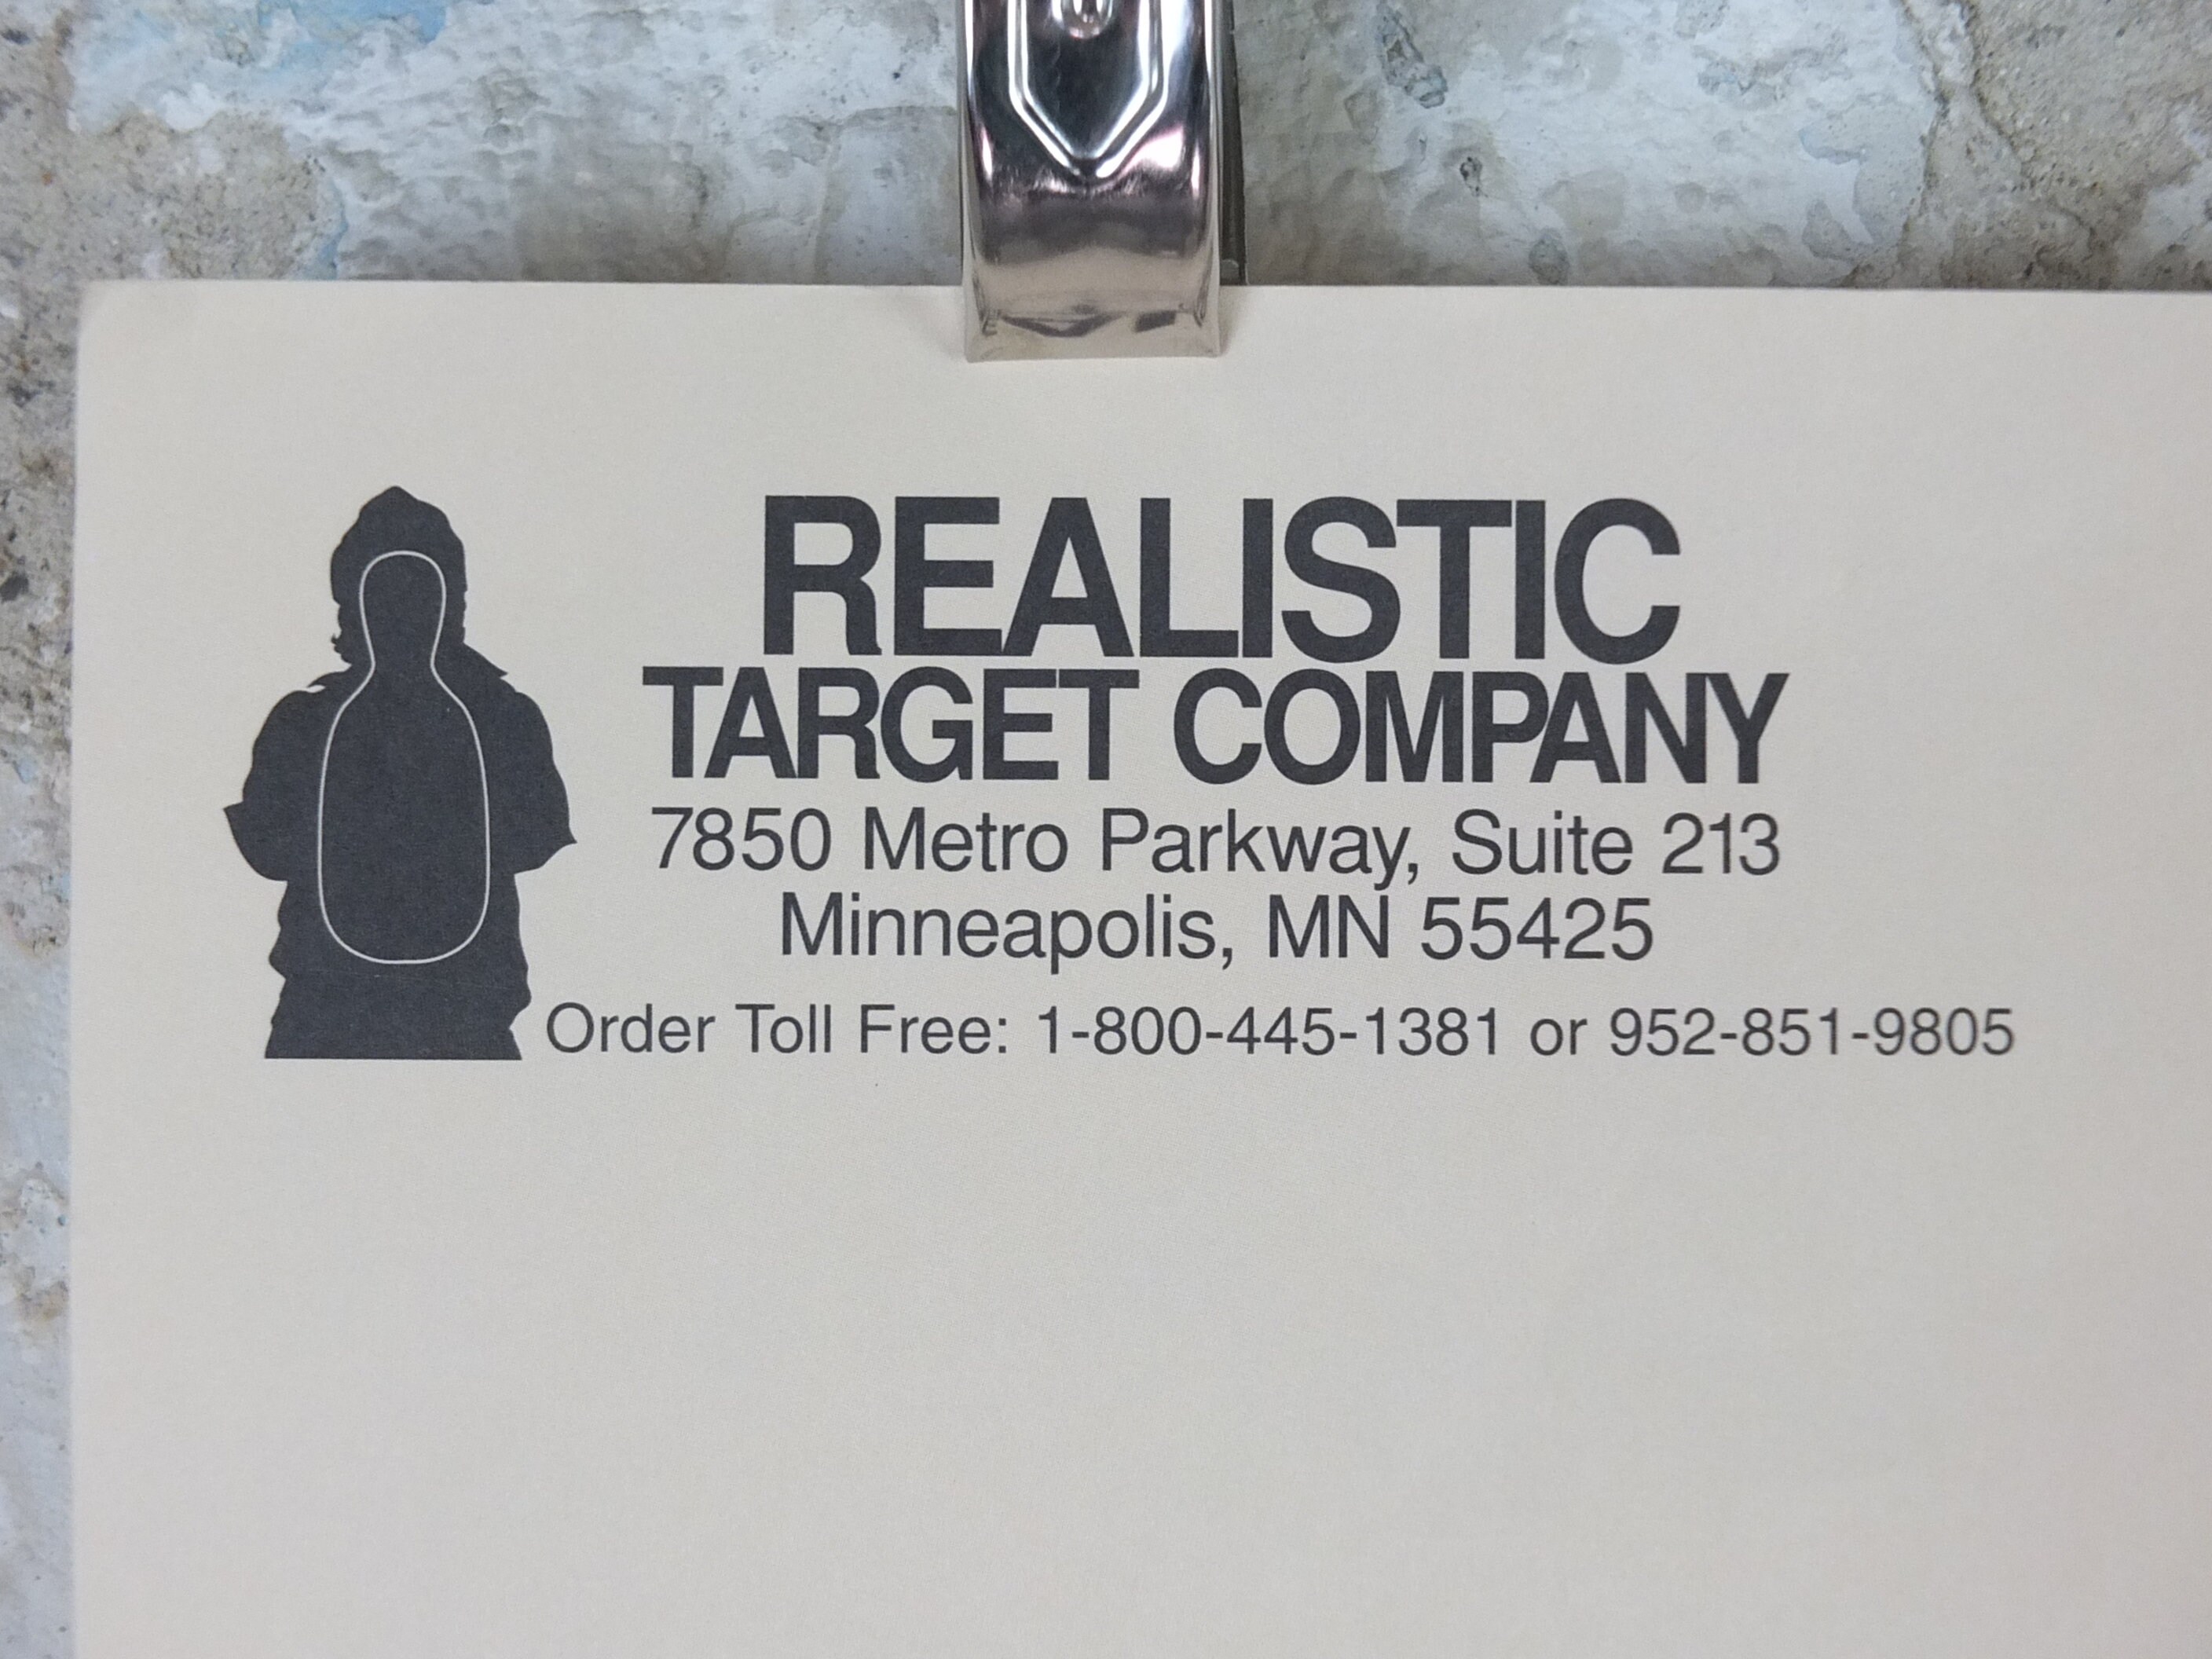 REALISTIC
TARGET COMPANY
7850 Metro Parkway, Suite 213
Minneapolis, MN 55425
Order Toll Free: 1-800-445-1381 or 952-851-9805